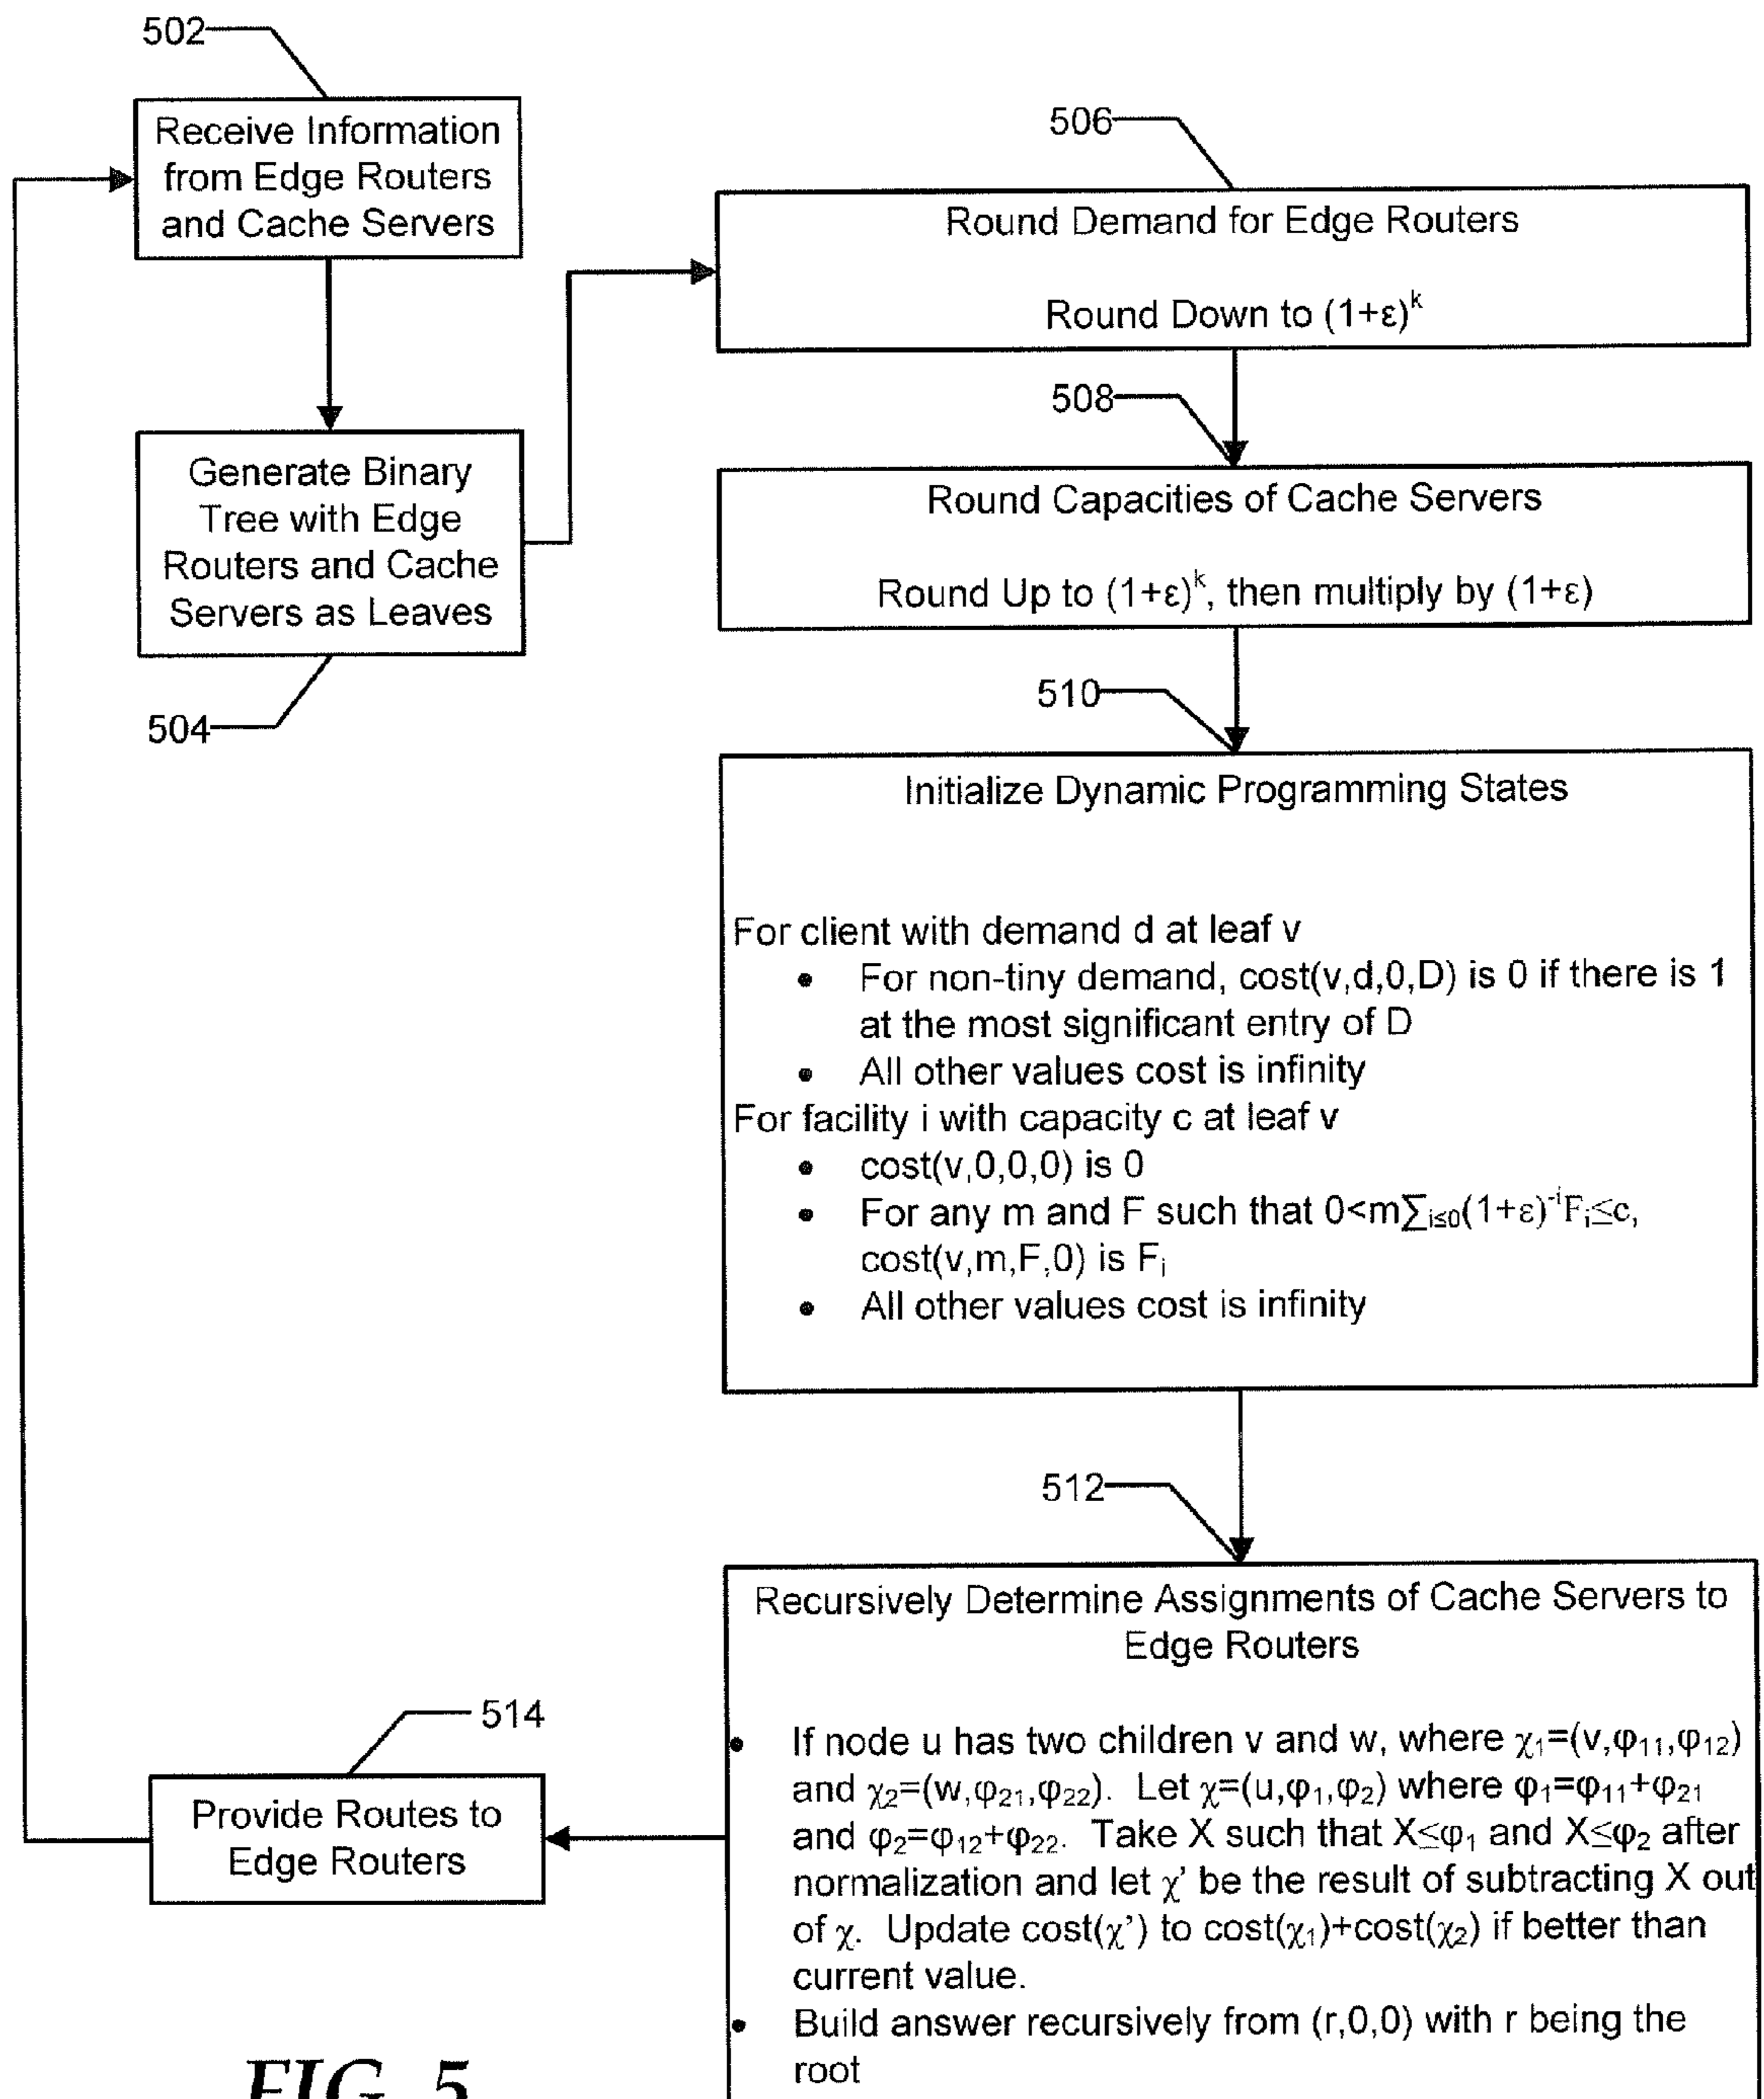 502
Receive Information
from Edge Routers
and Cache Servers
Generate Binary
Tree with Edge
Routers and Cache
Servers as Leaves
504
506
Round Demand for Edge Routers
Round Down to (1+ε)^k
508
Round Capacities of Cache Servers
Round Up to (1+ε)^k, then multiply by (1+ε)
510
Initialize Dynamic Programming States
For client with demand d at leaf v
• For non-tiny demand, cost(v,d,0,D) is 0 if there is 1
at the most significant entry of D
• All other values cost is infinity
For facility i with capacity c at leaf v
• cost(v,0,0,0) is 0
• For any m and F such that 0<m∑_{i≤0}(1+ε)^{-i}F_i≤c,
cost(v,m,F,0) is F_i
• All other values cost is infinity
512
Recursively Determine Assignments of Cache Servers to
Edge Routers
• If node u has two children v and w, where χ₁=(v,φ₁₁,φ₁₂)
and χ₂=(w,φ₂₁,φ₂₂). Let χ=(u,φ₁,φ₂) where φ₁=φ₁₁+φ₂₁
and φ₂=φ₁₂+φ₂₂. Take X such that X≤φ₁ and X≤φ₂ after
normalization and let χ' be the result of subtracting X out
of χ. Update cost(χ') to cost(χ₁)+cost(χ₂) if better than
current value.
• Build answer recursively from (r,0,0) with r being the
root
514
Provide Routes to
Edge Routers
FIG. 5